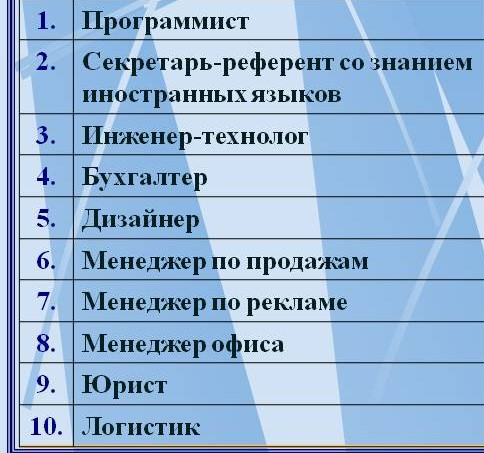 1. Программист
2. Секретарь-референт со знанием
иностранных языков
3. Инженер-технолог
4. Бухгалтер
5. Дизайнер
6. Менеджер по продажам
7. Менеджер по рекламе
8. Менеджер офиса
9. Юрист
10. Логистик